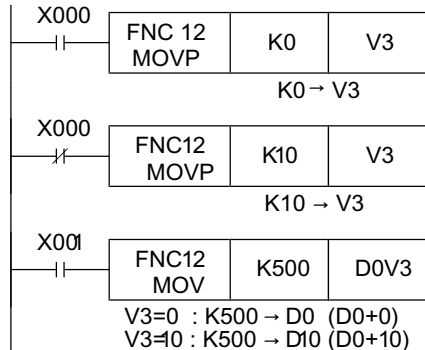 X000
FNC 12 MOVP K0 V3
K0 → V3
X000
FNC12 MOVP K10 V3
K10 → V3
X001
FNC12 MOV K500 D0V3
V3=0 : K500 → D0 (D0+0)
V3=10 : K500 → D10 (D0+10)